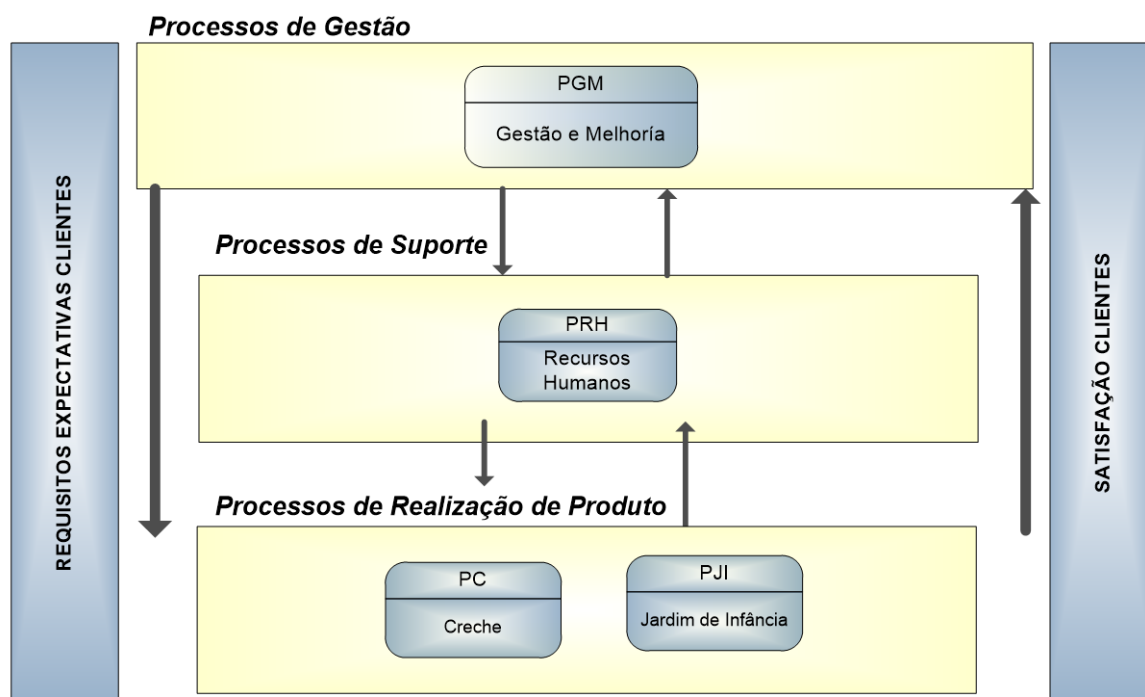 Processos de Gestão
REQUISITOS EXPECTATIVAS CLIENTES
PGM
Gestão e Melhoría
Processos de Suporte
PRH
Recursos
Humanos
Processos de Realização de Produto
PC
Creche
PJI
Jardim de Infância
SATISFAÇÃO CLIENTES